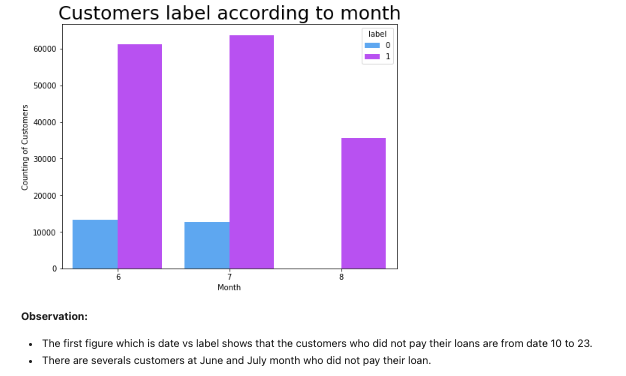 Customers label according to month
label
0
1
60000
50000
40000
30000
20000
10000
0
Counting of Customers
6 7 8
Month
Observation:
• The first figure which is date vs label shows that the customers who did not pay their loans are from date 10 to 23.
• There are severals customers at June and July month who did not pay their loan.